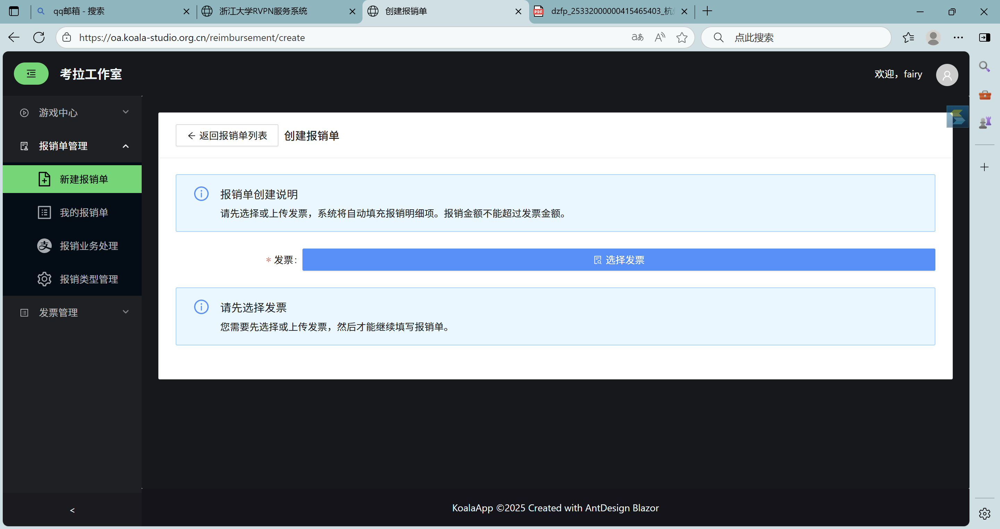 qq邮箱 - 搜索
浙江大学RVPN服务系统
创建报销单
dzfp_25332000000415465403_杭
https://oa.koala-studio.org.cn/reimbursement/create
点此搜索
考拉工作室
欢迎，fairy
游戏中心
报销单管理
新建报销单
我的报销单
报销业务处理
报销类型管理
发票管理
<
返回报销单列表
创建报销单
报销单创建说明
请先选择或上传发票，系统将自动填充报销明细项。报销金额不能超过发票金额。
* 发票:
选择发票
请先选择发票
您需要先选择或上传发票，然后才能继续填写报销单。
KoalaApp ©2025 Created with AntDesign Blazor